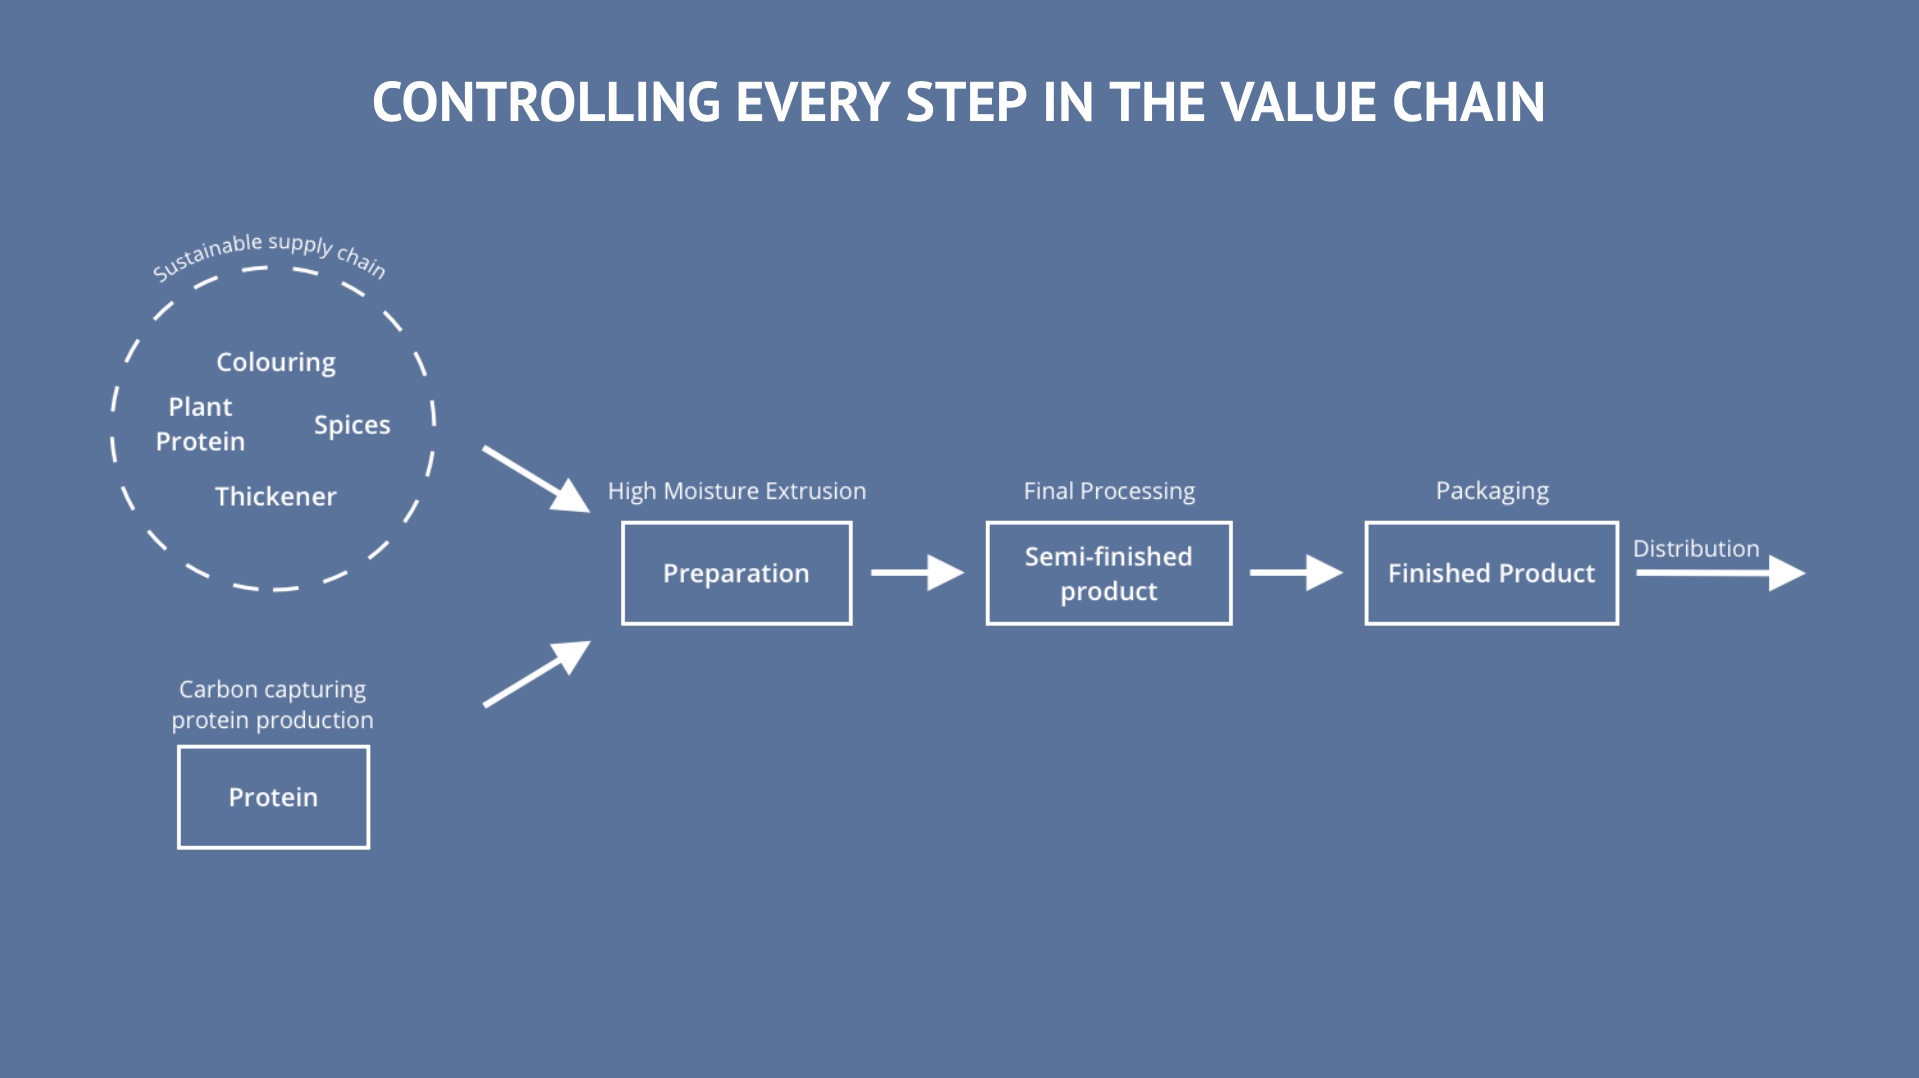 CONTROLLING EVERY STEP IN THE VALUE CHAIN
Sustainable supply chain
Colouring
Plant
Protein
Spices
Thickener
Carbon capturing
protein production
Protein
High Moisture Extrusion
Preparation
Final Processing
Semi-finished
product
Packaging
Finished Product
Distribution